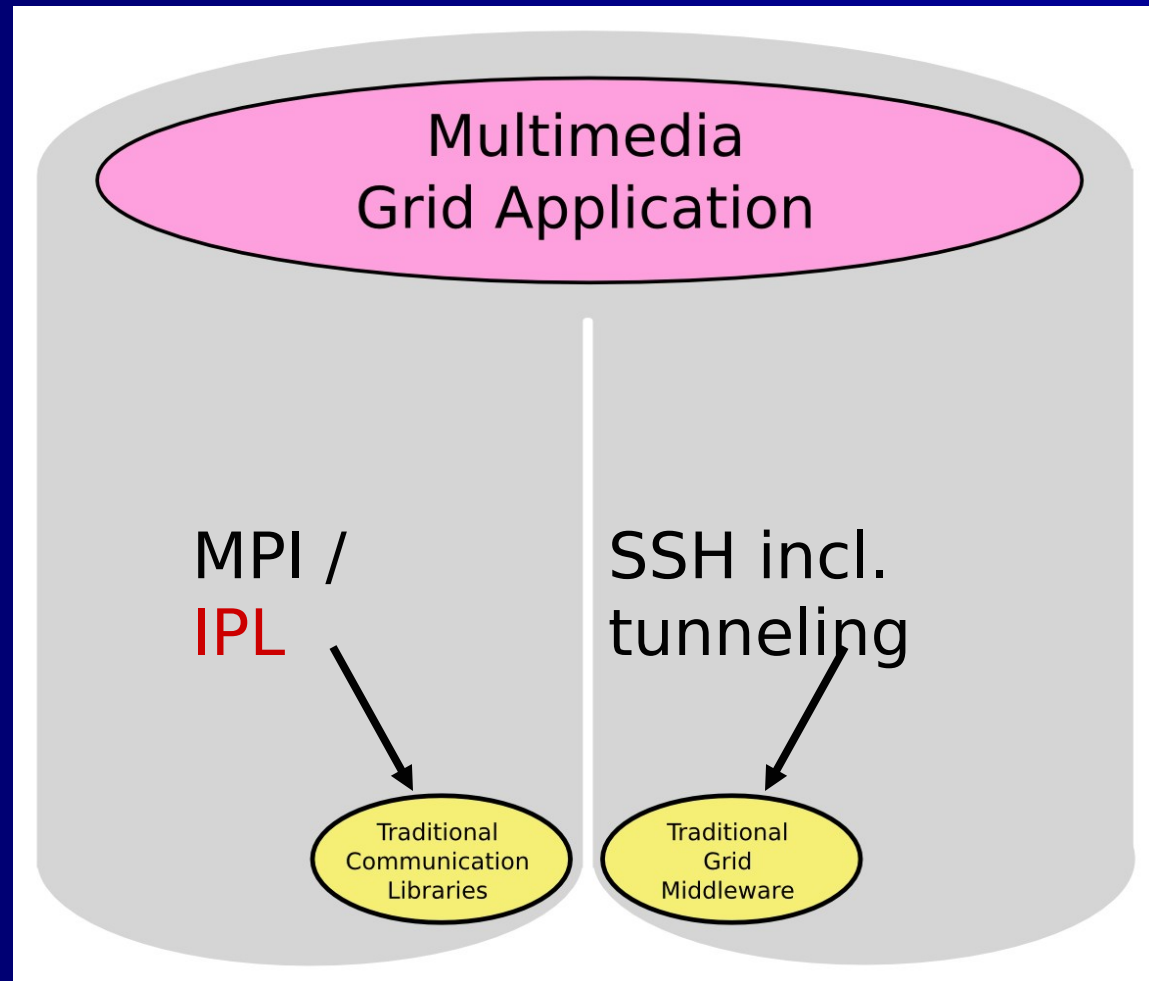 Multimedia
Grid Application
MPI /
IPL
SSH incl.
tunneling
Traditional
Communication
Libraries
Traditional
Grid
Middleware